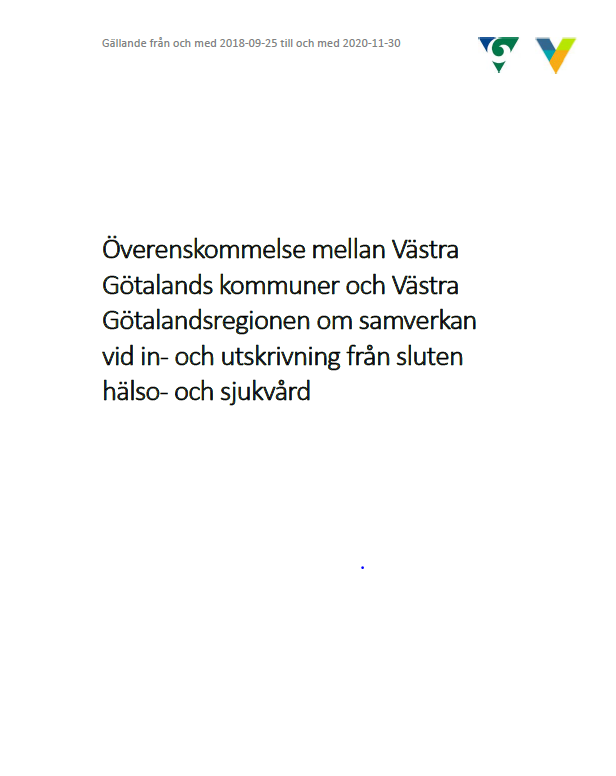 Gällande från och med 2018-09-25 till och med 2020-11-30
Överenskommelse mellan Västra
Götalands kommuner och Västra
Götalandsregionen om samverkan
vid in- och utskrivning från sluten
hälso- och sjukvård